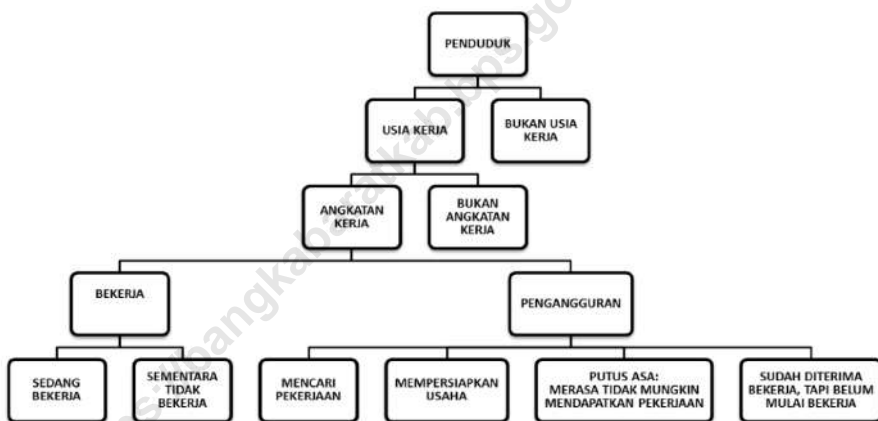 PENDUDUK
USIA KERJA
BUKAN USIA
KERJA
ANGKATAN
KERJA
BUKAN
ANGKATAN
KERJA
BEKERJA
PENGANGGURAN
SEDANG
BEKERJA
SEMENTARA
TIDAK
BEKERJA
MENCARI
PEKERJAAN
MEMPERSIAPKAN
USAHA
PUTUS ASA:
MERASA TIDAK MUNGKIN
MENDAPATKAN PEKERJAAN
SUDAH DITERIMA
BEKERJA, TAPI BELUM
MULAI BEKERJA